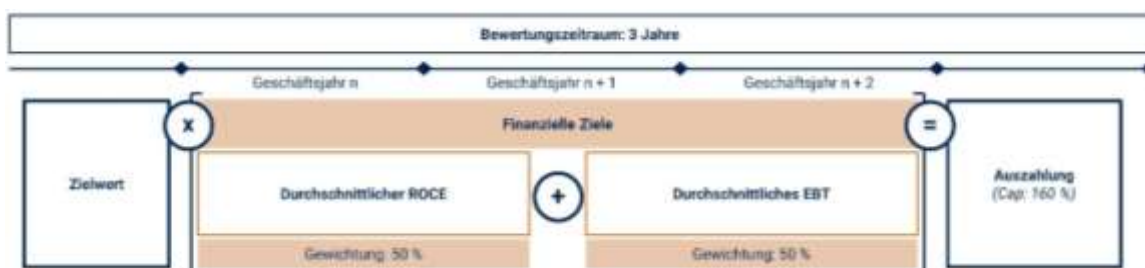 Bewertungszeitraum: 3 Jahre
Geschäftsjahr n
Geschäftsjahr n + 1
Geschäftsjahr n + 2
x
Finanzielle Ziele
=
Zielwert
Durchschnittlicher ROCE
+
Durchschnittliches EBT
Auszahlung
(Cap: 160 %)
Gewichtung: 50 %
Gewichtung: 50 %